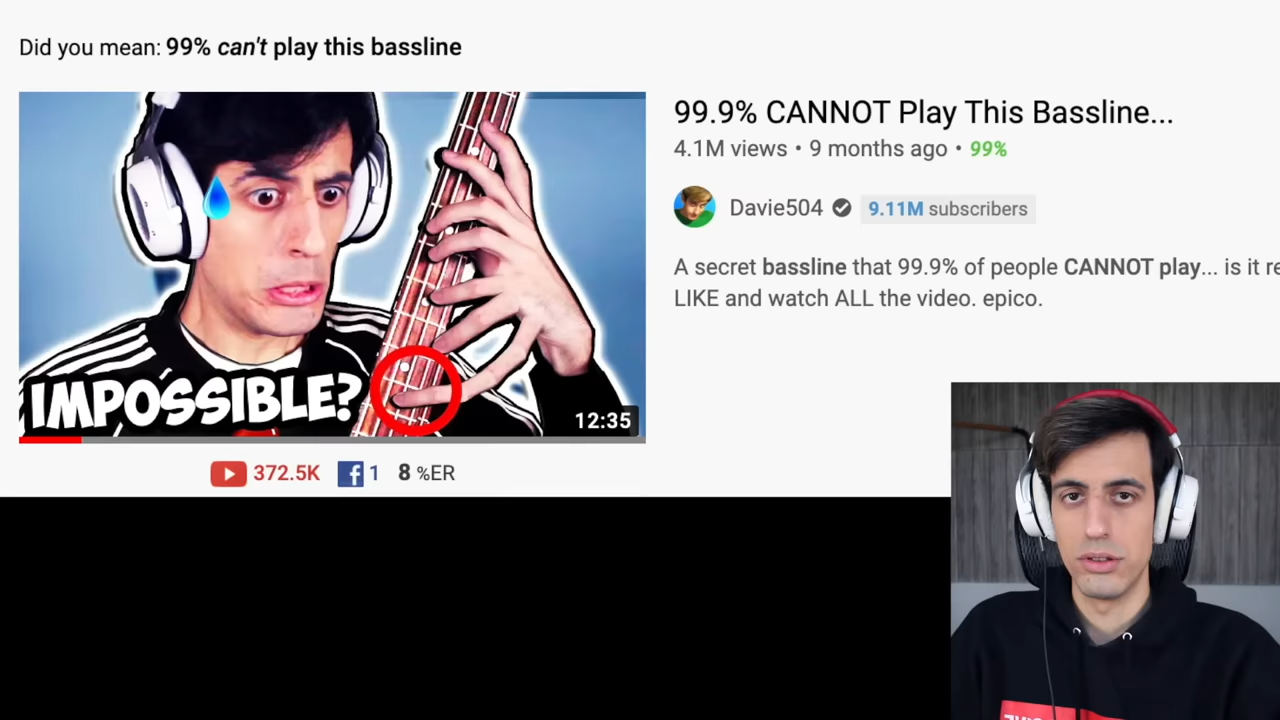 Did you mean: 99% can't play this bassline
99.9% CANNOT Play This Bassline...
4.1M views • 9 months ago • 99%
Davie504
9.11M subscribers
A secret bassline that 99.9% of people CANNOT play... is it
LIKE and watch ALL the video. epico.
IMPOSSIBLE?
12:35
372.5K
1
8 %ER